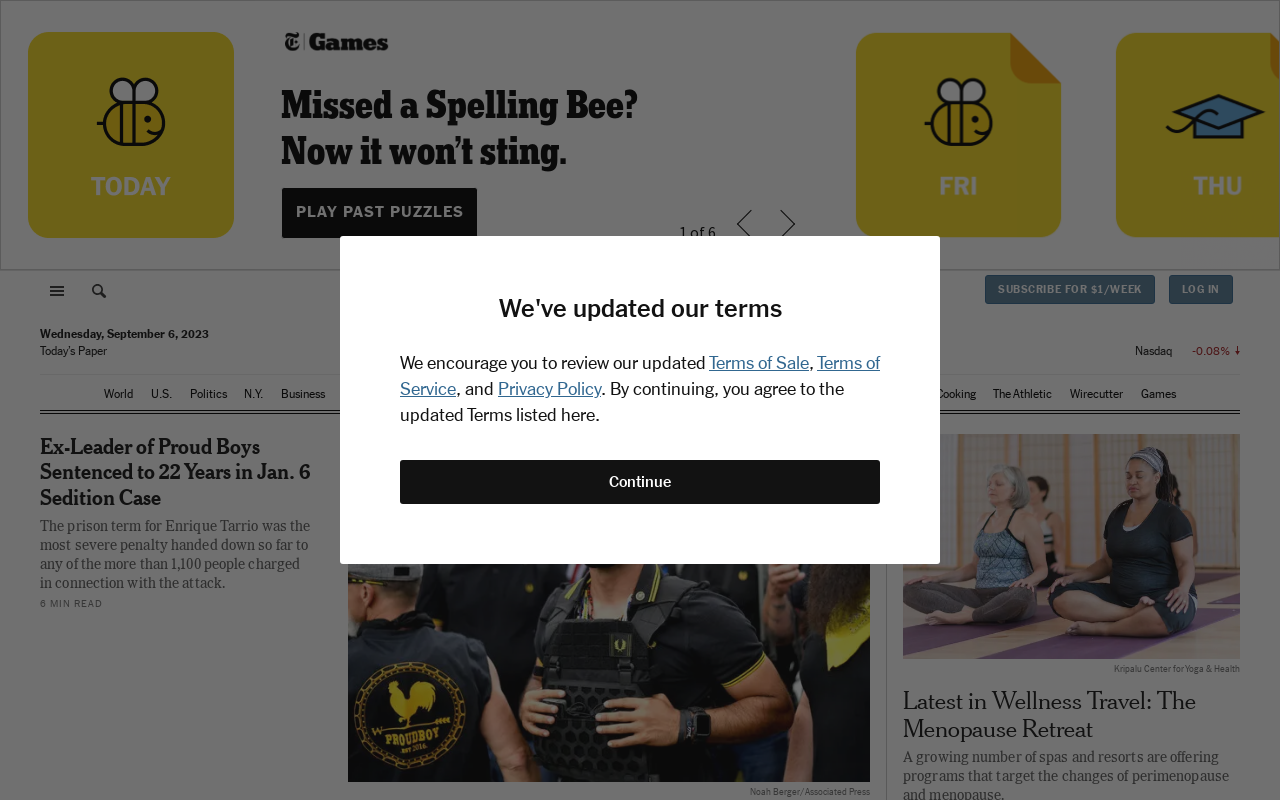 Games
Missed a Spelling Bee?
Now it won't sting.
PLAY PAST PUZZLES
1 of 6
TODAY
FRI
THU
SUBSCRIBE FOR $1/WEEK
LOG IN
Wednesday, September 6, 2023
Today's Paper
Nasdaq -0.08%
World U.S. Politics N.Y. Business
Cooking The Athletic Wirecutter Games
We've updated our terms
We encourage you to review our updated Terms of Sale, Terms of
Service, and Privacy Policy. By continuing, you agree to the
updated Terms listed here.
Continue
Ex-Leader of Proud Boys
Sentenced to 22 Years in Jan. 6
Sedition Case
The prison term for Enrique Tarrio was the
most severe penalty handed down so far to
any of the more than 1,100 people charged
in connection with the attack.
6 MIN READ
W
PROUDBOY
EST 2016.
Noah Berger/Associated Press
Kripalu Center for Yoga & Health
Latest in Wellness Travel: The
Menopause Retreat
A growing number of spas and resorts are offering
programs that target the changes of perimenopause
and menopause.